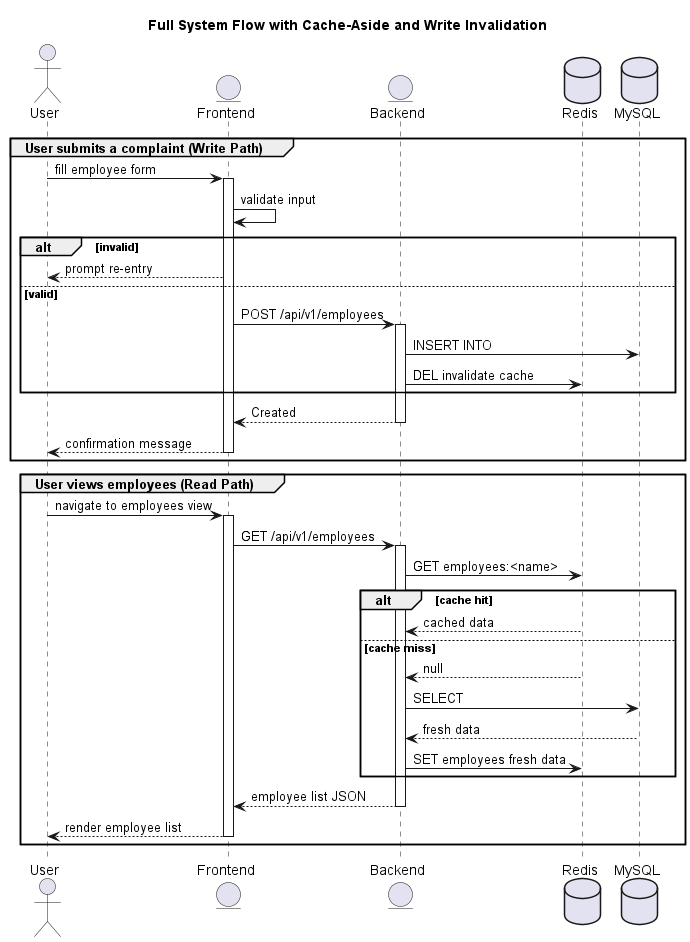 Full System Flow with Cache-Aside and Write Invalidation
User Frontend Backend Redis MySQL
User submits a complaint (Write Path)
fill employee form
validate input
alt [invalid]
prompt re-entry
[valid]
POST /api/v1/employees
INSERT INTO
DEL invalidate cache
Created
confirmation message
User views employees (Read Path)
navigate to employees view
GET /api/v1/employees
GET employees:<name>
alt [cache hit]
cached data
[cache miss]
null
SELECT
fresh data
SET employees fresh data
employee list JSON
render employee list
User Frontend Backend Redis MySQL